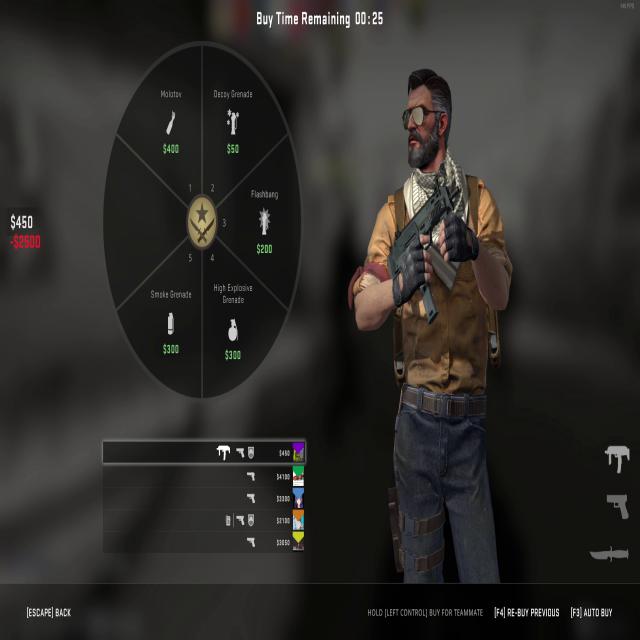 Buy Time Remaining 00:25
Molotov
$400
Decoy Grenade
$50
1
2
Flashbang
3
$200
5
4
Smoke Grenade
$300
High Explosive
Grenade
$300
$450
-$2500
$450
$4100
$3300
$2100
$3050
[ESCAPE] BACK
HOLD [LEFT CONTROL] BUY FOR TEAMMATE
[F4] RE-BUY PREVIOUS
[F3] AUTO BUY